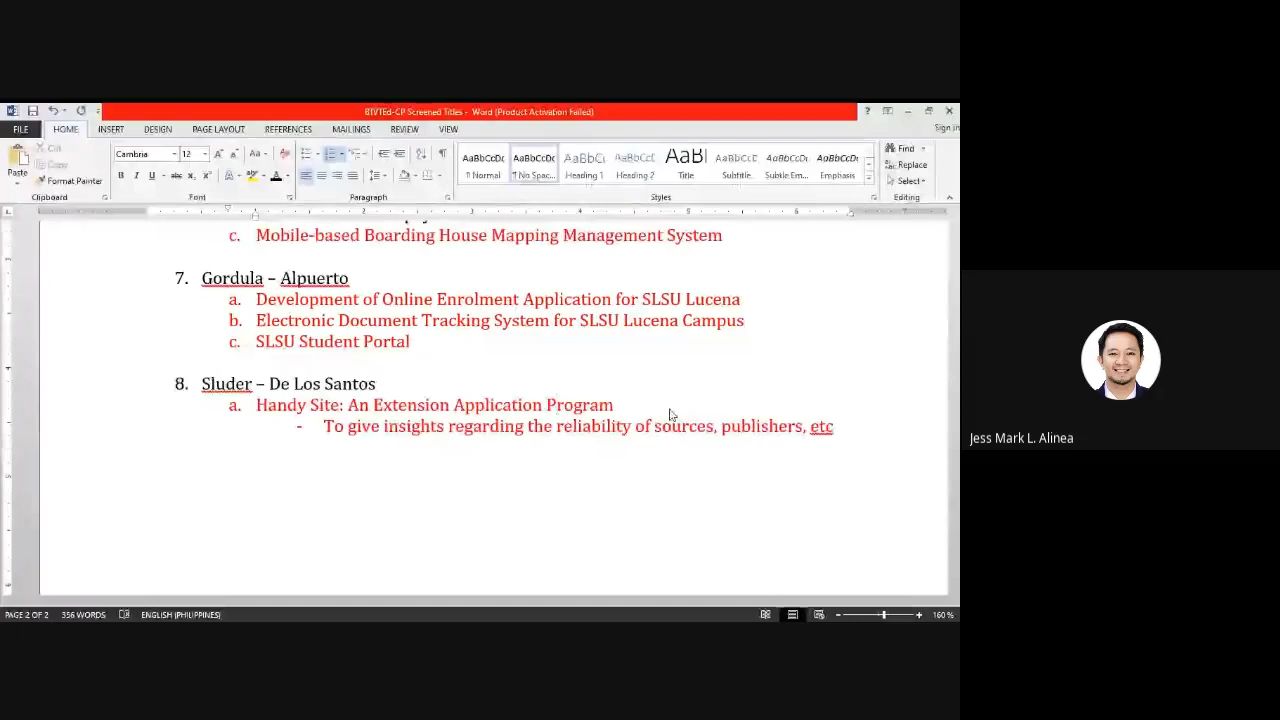 BTVTEd-CP Screened Titles - Word (Product Activation Failed)
FILE HOME INSERT DESIGN PAGE LAYOUT REFERENCES MAILINGS REVIEW VIEW
Sign in
Paste
Cut
Copy
Format Painter
Clipboard
Cambria 12
Font
Paragraph
AaBbCcDc AaBbCcDc AaBbCc AaBbCcD AaBl AaBbCcD AaBbCcDc AaBbCcDc
¶ Normal ¶ No Spac... Heading 1 Heading 2 Title Subtitle Subtle Em... Emphasis
Styles
Find
Replace
Select
Editing
c. Mobile-based Boarding House Mapping Management System
7. Gordula – Alpuerto
a. Development of Online Enrolment Application for SLSU Lucena
b. Electronic Document Tracking System for SLSU Lucena Campus
c. SLSU Student Portal
8. Sluder – De Los Santos
a. Handy Site: An Extension Application Program
- To give insights regarding the reliability of sources, publishers, etc
Jess Mark L. Alinea
PAGE 2 OF 2 356 WORDS ENGLISH (PHILIPPINES) 160 %